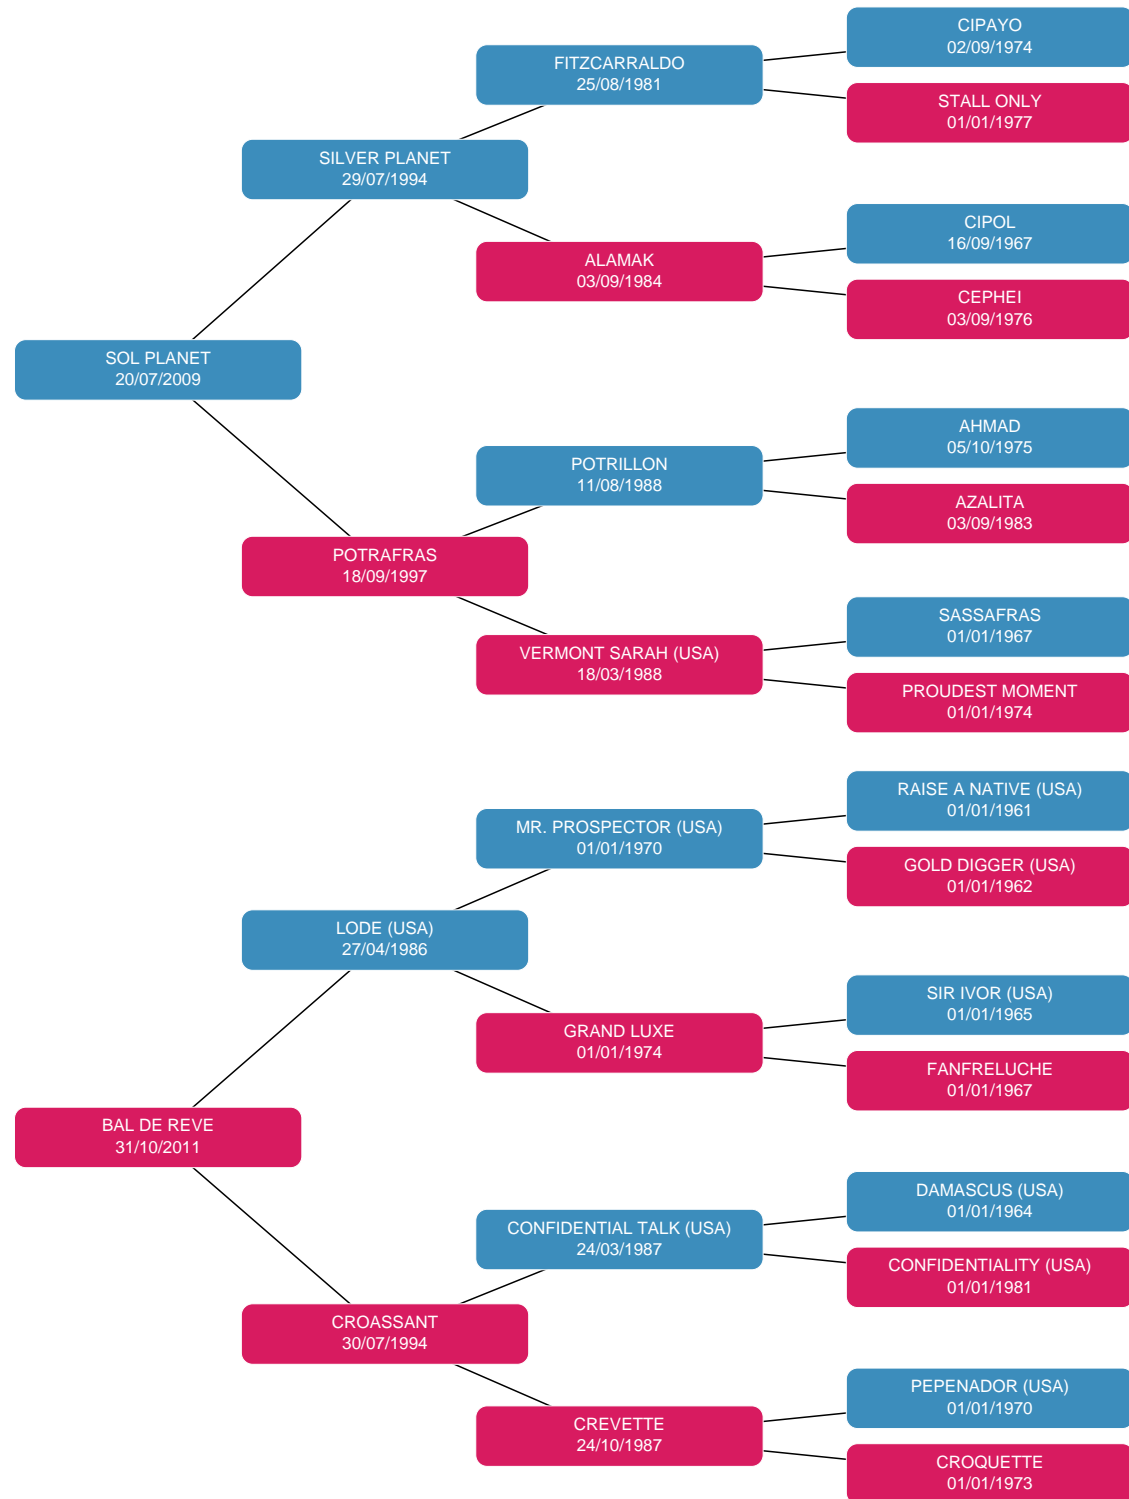 CIPAYO
02/09/1974
FITZCARRALDO
25/08/1981
STALL ONLY
01/01/1977
SILVER PLANET
29/07/1994
CIPOL
16/09/1967
ALAMAK
03/09/1984
CEPHEI
03/09/1976
SOL PLANET
20/07/2009
AHMAD
05/10/1975
POTRILLON
11/08/1988
AZALITA
03/09/1983
POTRAFRAS
18/09/1997
SASSAFRAS
01/01/1967
VERMONT SARAH (USA)
18/03/1988
PROUDEST MOMENT
01/01/1974
RAISE A NATIVE (USA)
01/01/1961
MR. PROSPECTOR (USA)
01/01/1970
GOLD DIGGER (USA)
01/01/1962
LODE (USA)
27/04/1986
SIR IVOR (USA)
01/01/1965
GRAND LUXE
01/01/1974
FANFRELUCHE
01/01/1967
BAL DE REVE
31/10/2011
DAMASCUS (USA)
01/01/1964
CONFIDENTIAL TALK (USA)
24/03/1987
CONFIDENTIALITY (USA)
01/01/1981
CROASSANT
30/07/1994
PEPENADOR (USA)
01/01/1970
CREVETTE
24/10/1987
CROQUETTE
01/01/1973